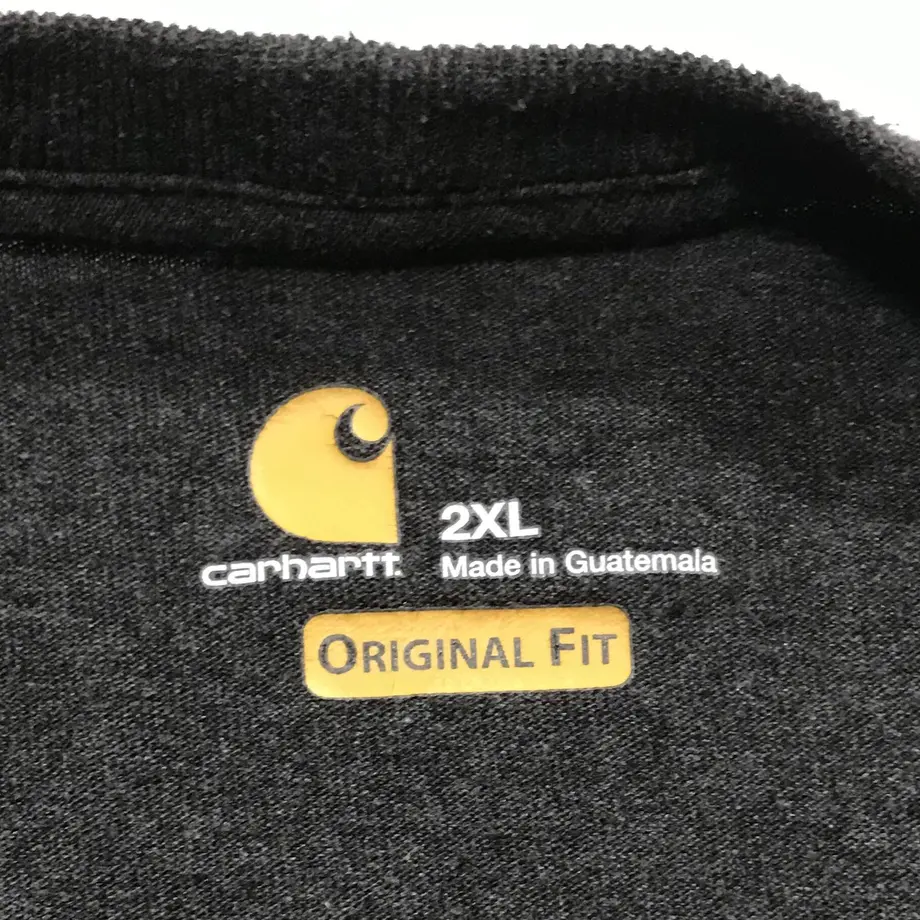 2XL
carhartt. Made in Guatemala
ORIGINAL FIT